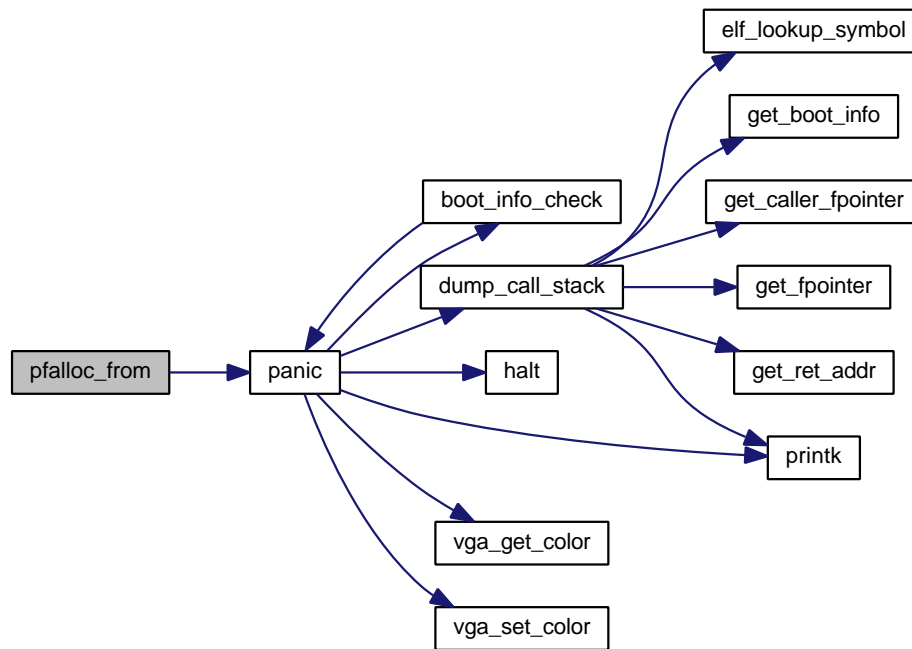 elf_lookup_symbol
get_boot_info
boot_info_check
get_caller_fpointer
dump_call_stack
get_fpointer
pfalloc_from
panic
halt
get_ret_addr
printk
vga_get_color
vga_set_color